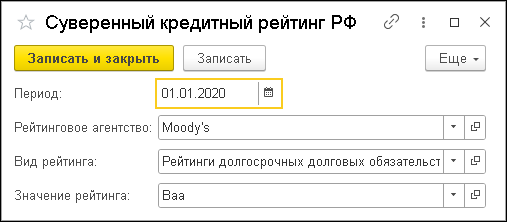 Суверенный кредитный рейтинг РФ
Записать и закрыть Записать Еще
Период: 01.01.2020
Рейтинговое агентство: Moody's
Вид рейтинга: Рейтинги долгосрочных долговых обязательст
Значение рейтинга: Baa